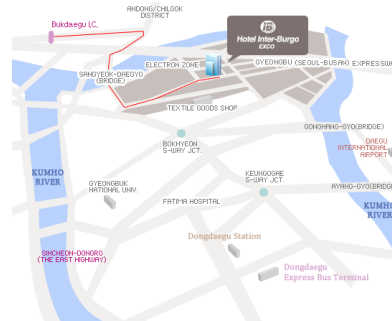 ANDONG/CHILGOK
DISTRICT
Bukdaegu I,C,
Hotel Inter-Burgo
EXCO
ELECTRON ZONE
GYEONGBU (SEOUL-BUSAN) EXPRESSW
SANGYEOK-DAEGYO
(BRIDGE)
TEXTILE GOODS SHOP
GONGHANG-GYO(BRIDGE)
BOKHYEON
5-WAY JCT.
DAEGU
INTERNATIONAL
AIRPORT
KUMHO
RIVER
KEUNGOGAE
5-WAY JCT.
GYEONGBUK
NATIONAL UNIV.
AYANG-GYO(BRIDGE)
FATIMA HOSPITAL
KUMHO
RIVER
Dongdaegu Station
SINCHEON-DONGRO
(THE EAST HIGHWAY)
Dongdaegu
Express Bus Terminal